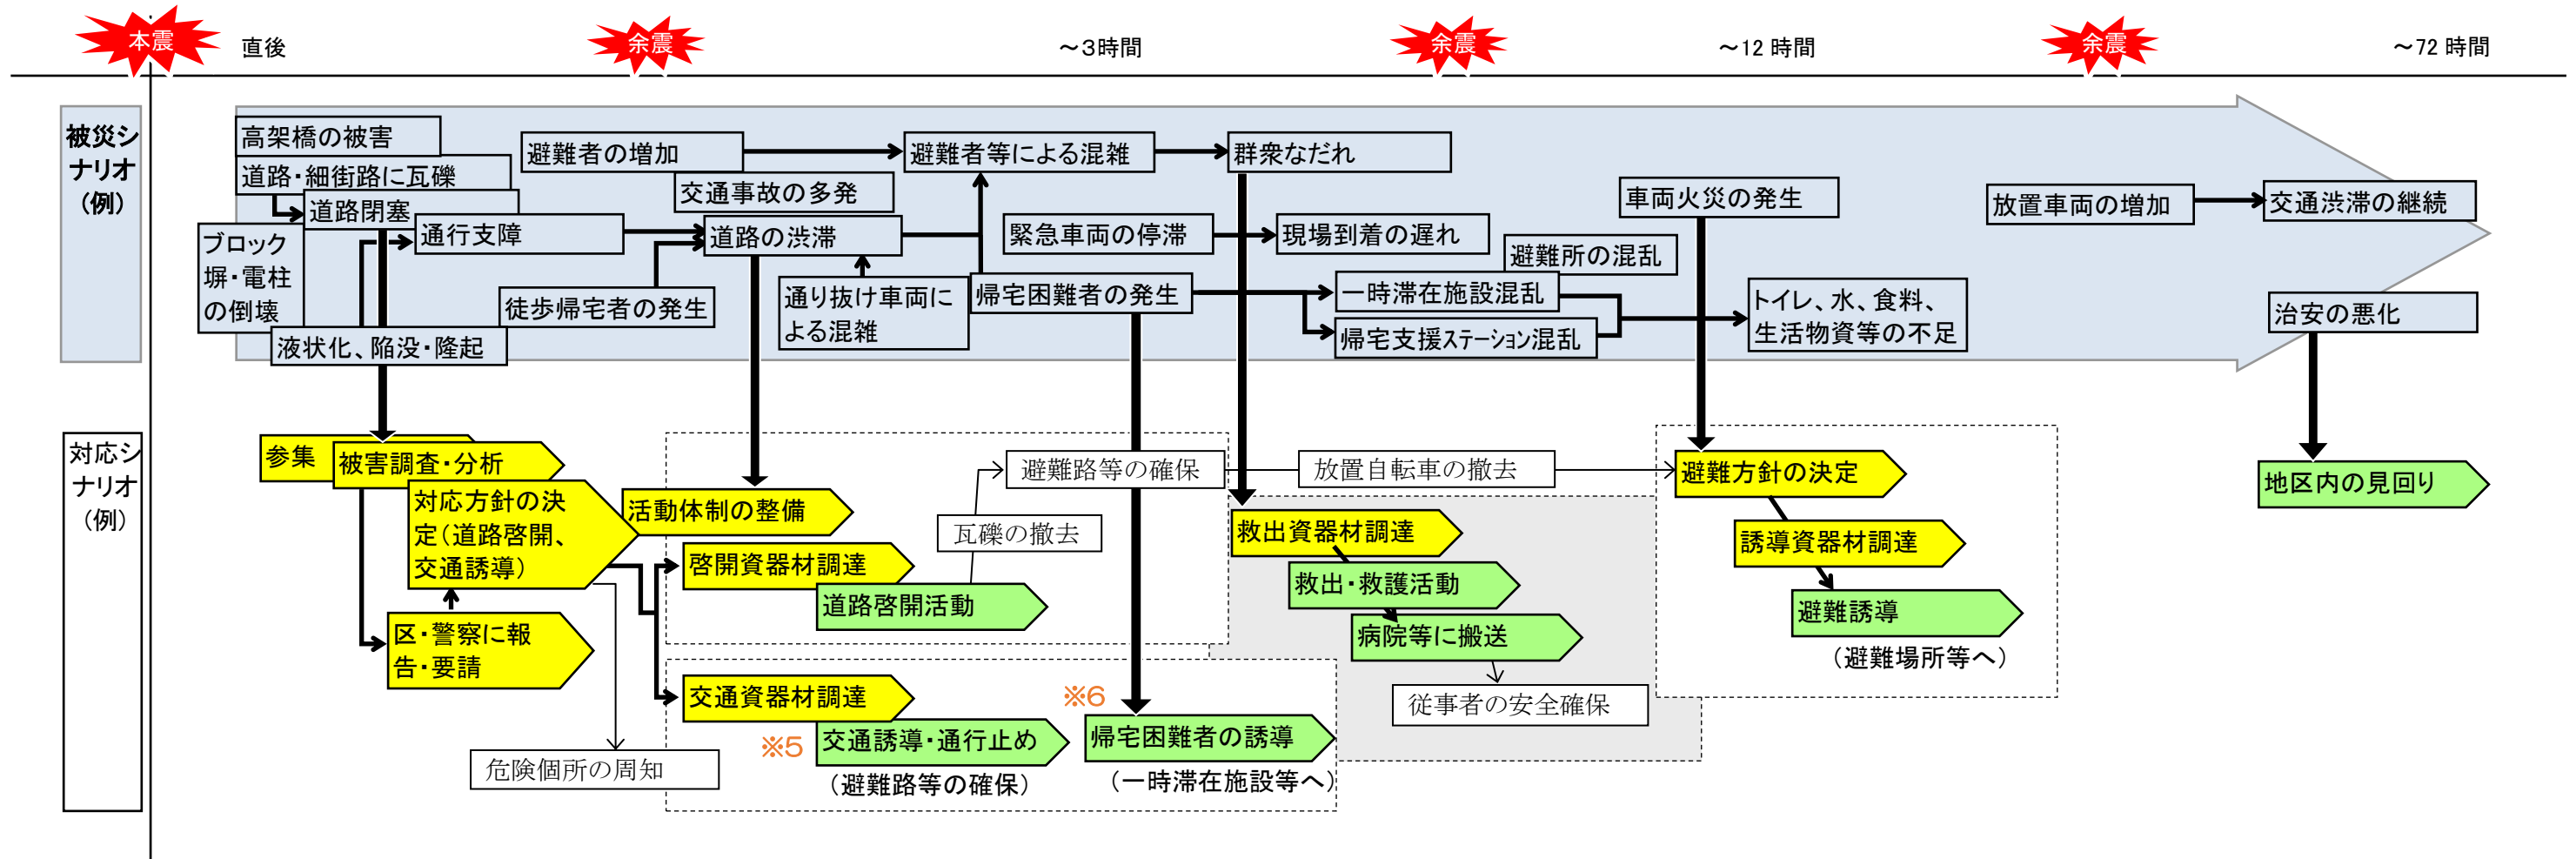 本震
直後
余震
～3時間
余震
～12 時間
余震
～72 時間
被災シ
ナリオ
（例）
高架橋の被害
道路・細街路に瓦礫
道路閉塞
通行支障
ブロック
塀・電柱
の倒壊
液状化、陥没・隆起
避難者の増加
交通事故の多発
道路の渋滞
徒歩帰宅者の発生
通り抜け車両に
よる混雑
避難者等による混雑
緊急車両の停滞
帰宅困難者の発生
群衆なだれ
現場到着の遅れ
避難所の混乱
一時滞在施設混乱
帰宅支援ステーション混乱
車両火災の発生
トイレ、水、食料、
生活物資等の不足
放置車両の増加
交通渋滞の継続
治安の悪化
対応シ
ナリオ
（例）
参集
被害調査・分析
対応方針の決
定（道路啓開、
交通誘導）
区・警察に報
告・要請
危険個所の周知
活動体制の整備
啓開資器材調達
道路啓開活動
瓦礫の撤去
避難路等の確保
放置自転車の撤去
交通資器材調達
※5
交通誘導・通行止め
（避難路等の確保）
※6
帰宅困難者の誘導
（一時滞在施設等へ）
救出資器材調達
救出・救護活動
病院等に搬送
従事者の安全確保
避難方針の決定
誘導資器材調達
避難誘導
（避難場所等へ）
地区内の見回り